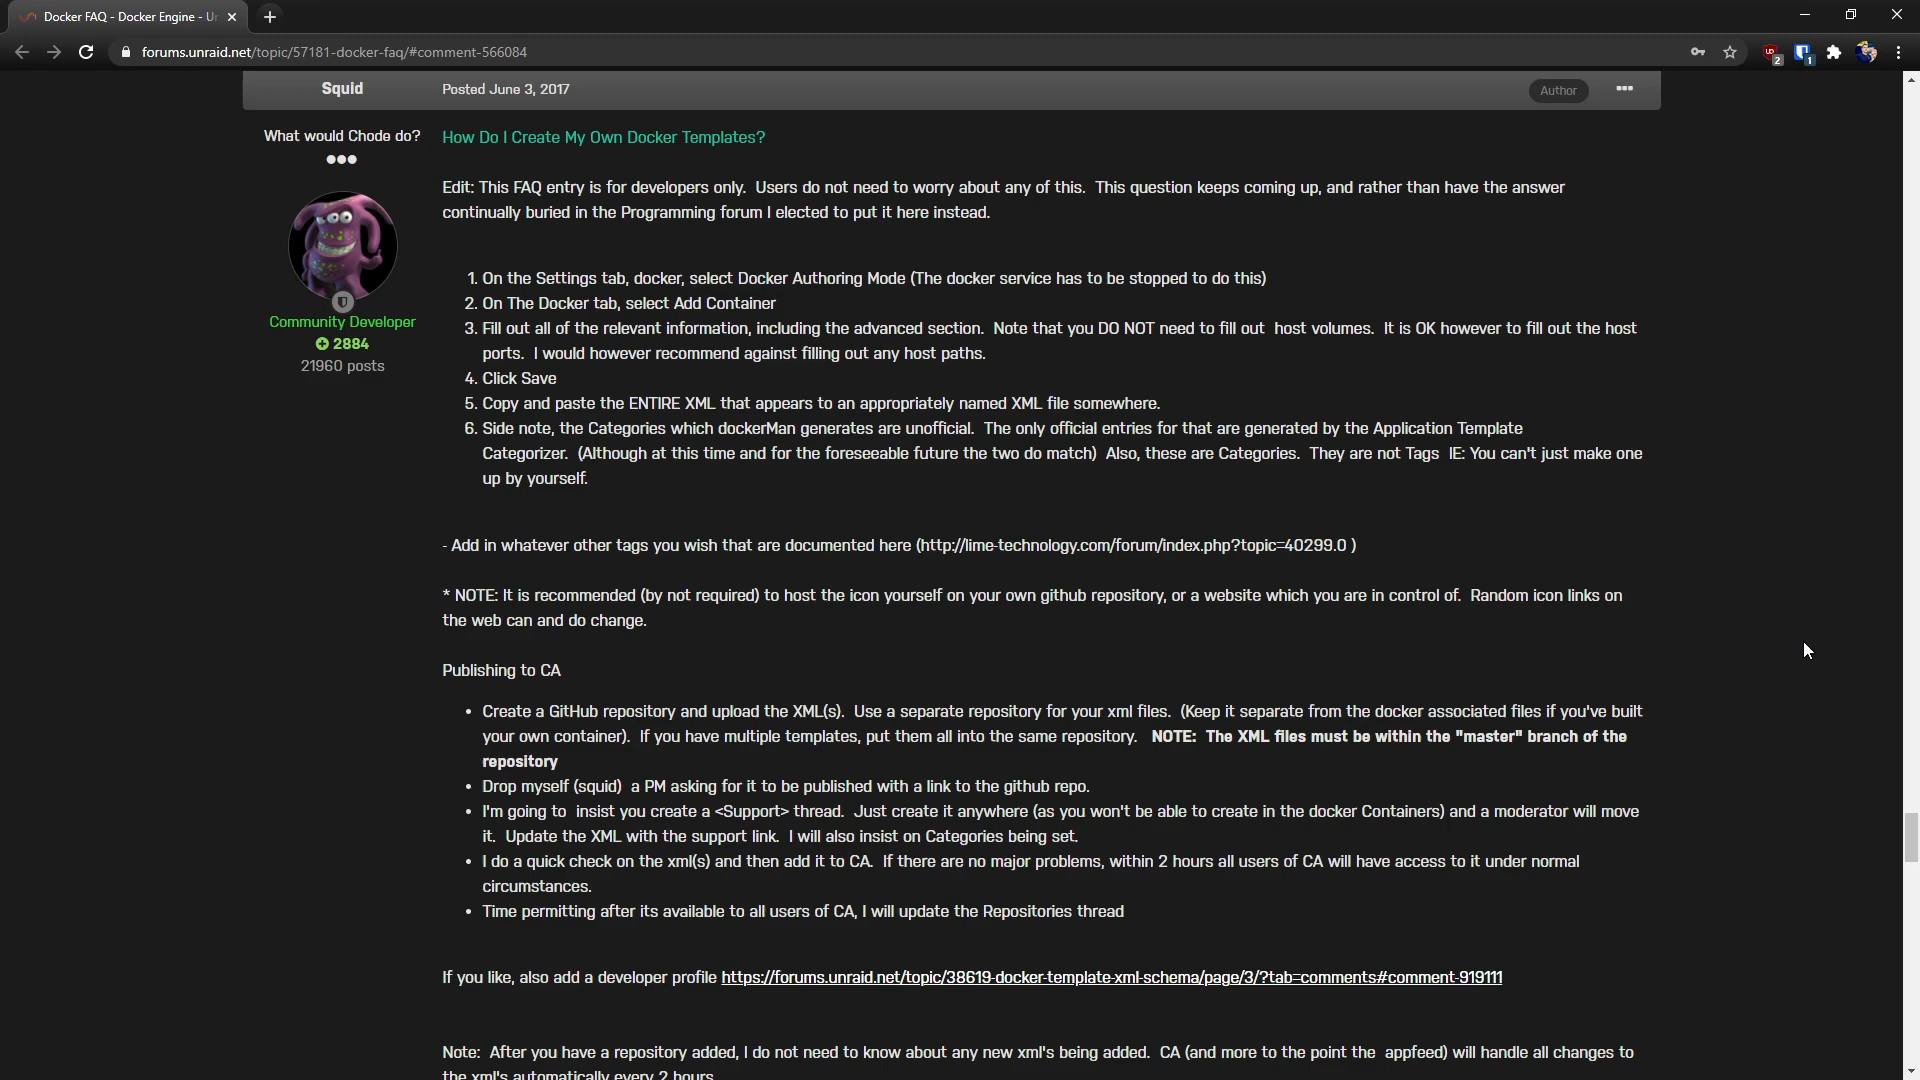 Docker FAQ - Docker Engine - Un
forums.unraid.net/topic/57181-docker-faq/#comment-566084
2
1
Squid
Posted June 3, 2017
Author
What would Chode do?
How Do I Create My Own Docker Templates?
Edit: This FAQ entry is for developers only.  Users do not need to worry about any of this.  This question keeps coming up, and rather than have the answer
continually buried in the Programming forum I elected to put it here instead.
Community Developer
2884
21960 posts
1. On the Settings tab, docker, select Docker Authoring Mode (The docker service has to be stopped to do this)
2. On The Docker tab, select Add Container
3. Fill out all of the relevant information, including the advanced section.  Note that you DO NOT need to fill out  host volumes.  It is OK however to fill out the host
ports.  I would however recommend against filling out any host paths.
4. Click Save
5. Copy and paste the ENTIRE XML that appears to an appropriately named XML file somewhere.
6. Side note, the Categories which dockerMan generates are unofficial.  The only official entries for that are generated by the Application Template
Categorizer.  (Although at this time and for the foreseeable future the two do match)  Also, these are Categories.  They are not Tags  IE: You can't just make one
up by yourself.
- Add in whatever other tags you wish that are documented here (http://lime-technology.com/forum/index.php?topic=40299.0 )
* NOTE: It is recommended (by not required) to host the icon yourself on your own github repository, or a website which you are in control of.  Random icon links on
the web can and do change.
Publishing to CA
• Create a GitHub repository and upload the XML(s).  Use a separate repository for your xml files.  (Keep it separate from the docker associated files if you've built
your own container).  If you have multiple templates, put them all into the same repository.  NOTE:  The XML files must be within the "master" branch of the
repository
• Drop myself (squid)  a PM asking for it to be published with a link to the github repo.
• I'm going to  insist you create a <Support> thread.  Just create it anywhere (as you won't be able to create in the docker Containers) and a moderator will move
it.  Update the XML with the support link.  I will also insist on Categories being set.
• I do a quick check on the xml(s) and then add it to CA.  If there are no major problems, within 2 hours all users of CA will have access to it under normal
circumstances.
• Time permitting after its available to all users of CA, I will update the Repositories thread
If you like, also add a developer profile https://forums.unraid.net/topic/38619-docker-template-xml-schema/page/3/?tab=comments#comment-919111
Note:  After you have a repository added, I do not need to know about any new xml's being added.  CA (and more to the point the  appfeed) will handle all changes to
the xml's automatically every 2 hours.